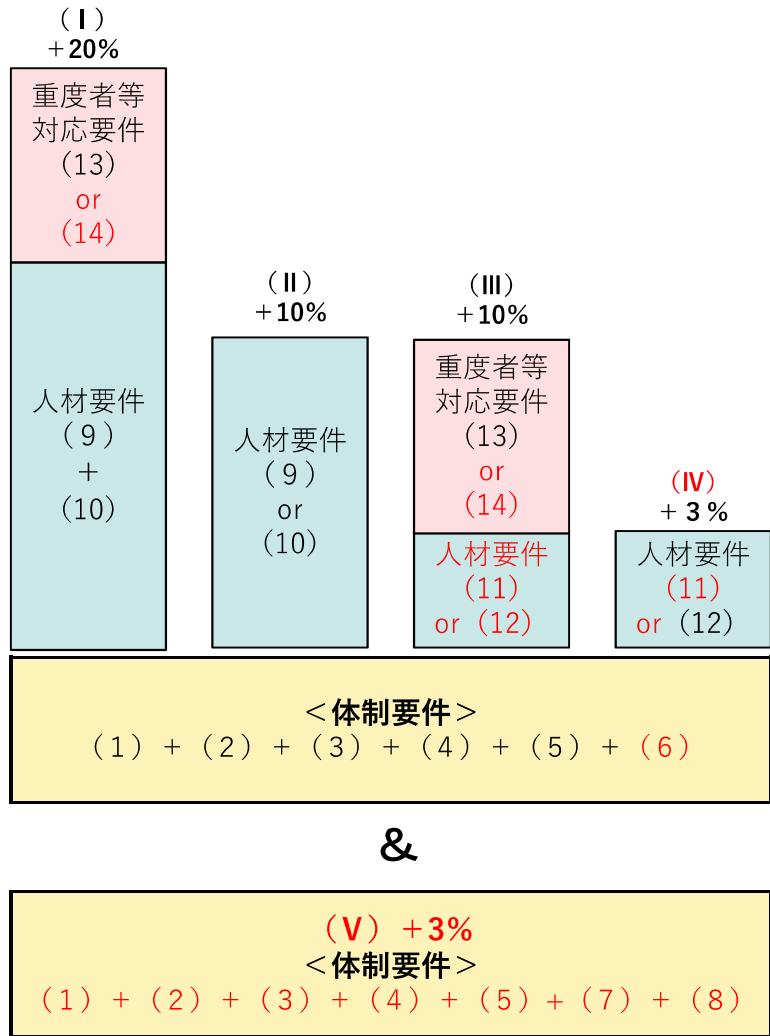 （Ⅰ）
+20%
重度者等
対応要件
(13)
or
(14)
人材要件
（９）
＋
(10)
（Ⅱ）
+10%
人材要件
（９）
or
(10)
（Ⅲ）
+10%
重度者等
対応要件
(13)
or
(14)
人材要件
(11)
or (12)
（Ⅳ）
+３%
人材要件
(11)
or (12)
＜体制要件＞
（1）+（2）+（3）+（4）+（5）+（6）
&
（Ⅴ）+3%
＜体制要件＞
（1）+（2）+（3）+（4）+（5）+（7）+（8）